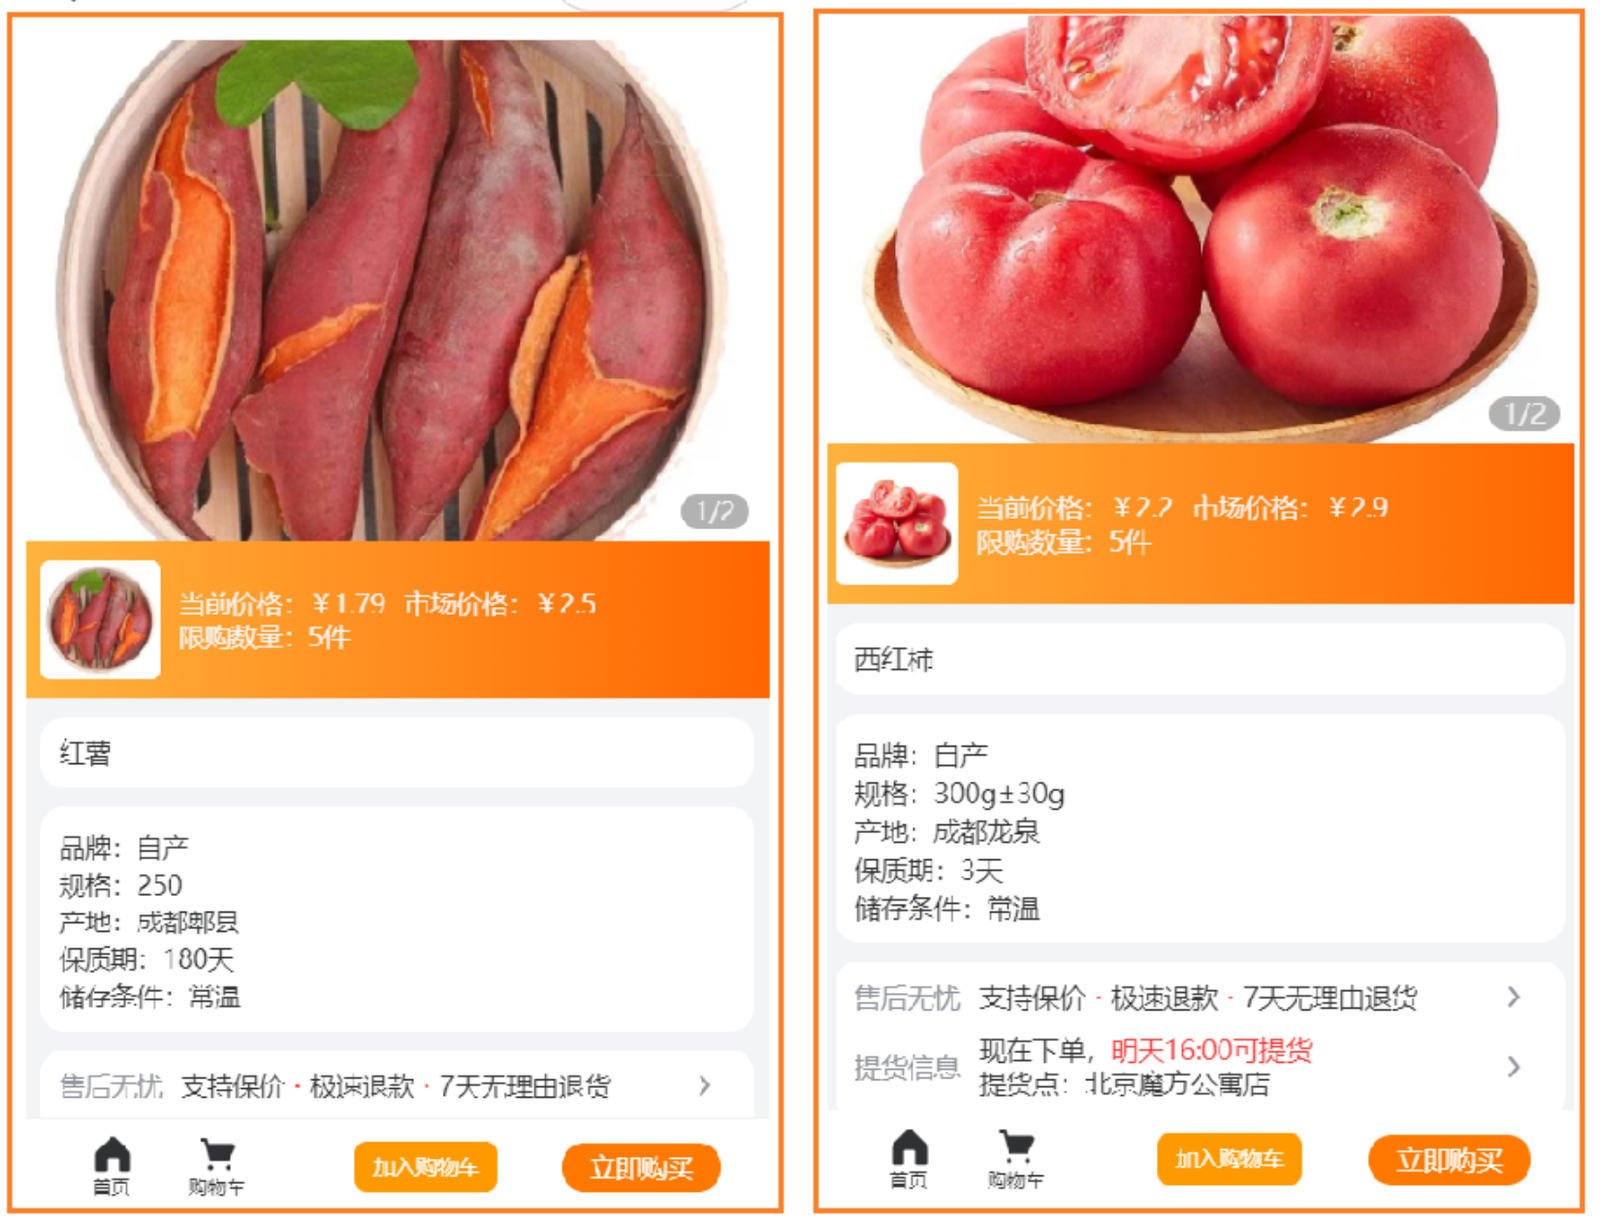 1/2
当前价格：￥1.79 市场价格：￥2.5
限购数量：5件
红薯
品牌：自产
规格：250
产地：成都郫县
保质期：180天
储存条件：常温
售后无忧 支持保价 · 极速退款 · 7天无理由退货
首页 购物车 加入购物车 立即购买
1/2
当前价格：￥2.2 市场价格：￥2.9
限购数量：5件
西红柿
品牌：自产
规格：300g±30g
产地：成都龙泉
保质期：3天
储存条件：常温
售后无忧 支持保价 · 极速退款 · 7天无理由退货
提货信息 现在下单，明天16:00可提货
提货点：北京魔方公寓店
首页 购物车 加入购物车 立即购买